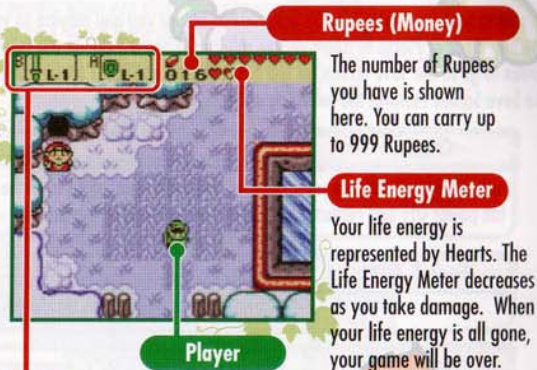 Rupees (Money)
B L-1 A L-1 016
The number of Rupees
you have is shown
here. You can carry up
to 999 Rupees.
Life Energy Meter
Your life energy is
represented by Hearts. The
Life Energy Meter decreases
as you take damage. When
your life energy is all gone,
your game will be over.
Player